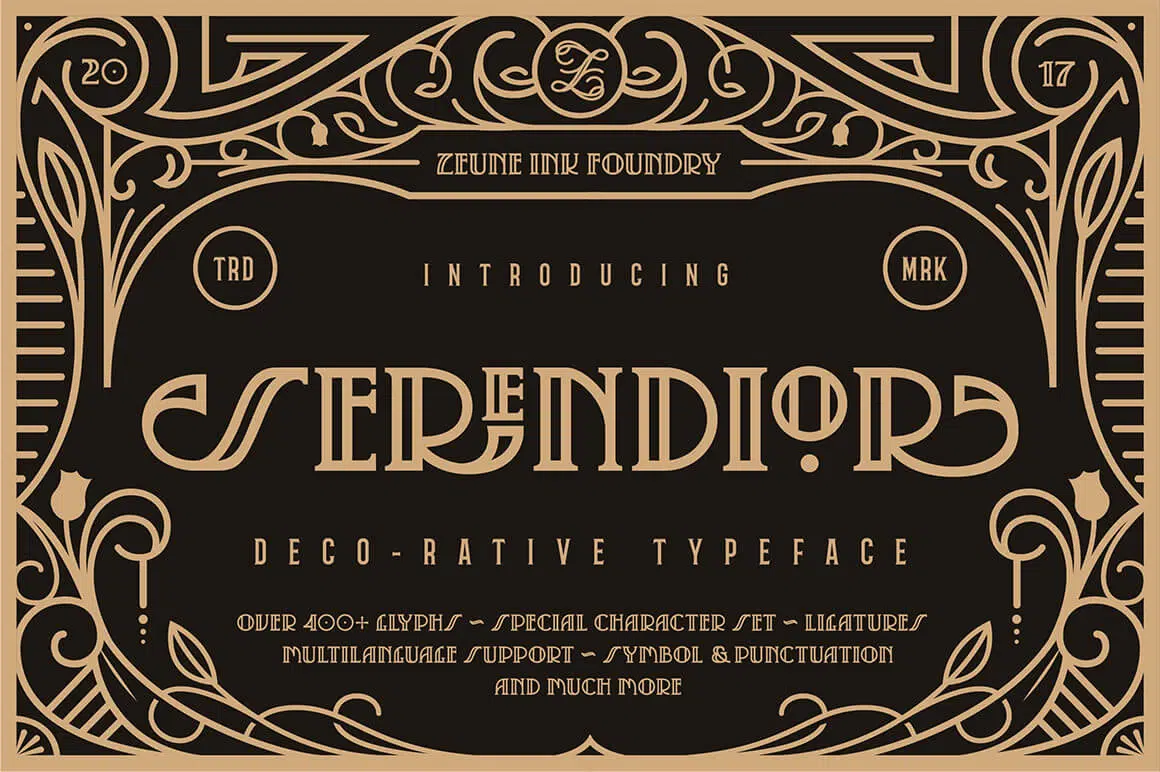 20
Z
17
ZEUNE INK FOUNDRY
TRD
INTRODUCING
MRK
SERENDIOR
DECO-RATIVE TYPEFACE
OVER 400+ GLYPHS ~ SPECIAL CHARACTER SET ~ LIGATURES
MULTILANGUAGE SUPPORT ~ SYMBOL & PUNCTUATION
AND MUCH MORE